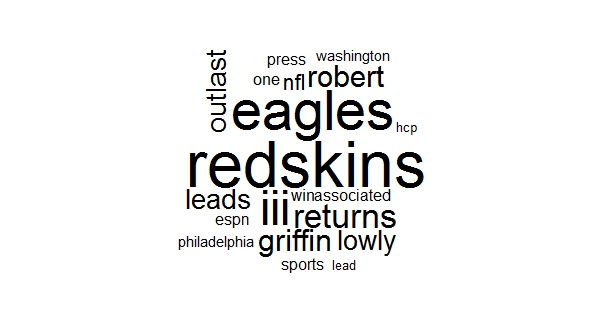 outlast
press washington
one nfl robert
eagles hcp
redskins
leads iii winassociated
espn returns
philadelphia griffin lowly
sports lead